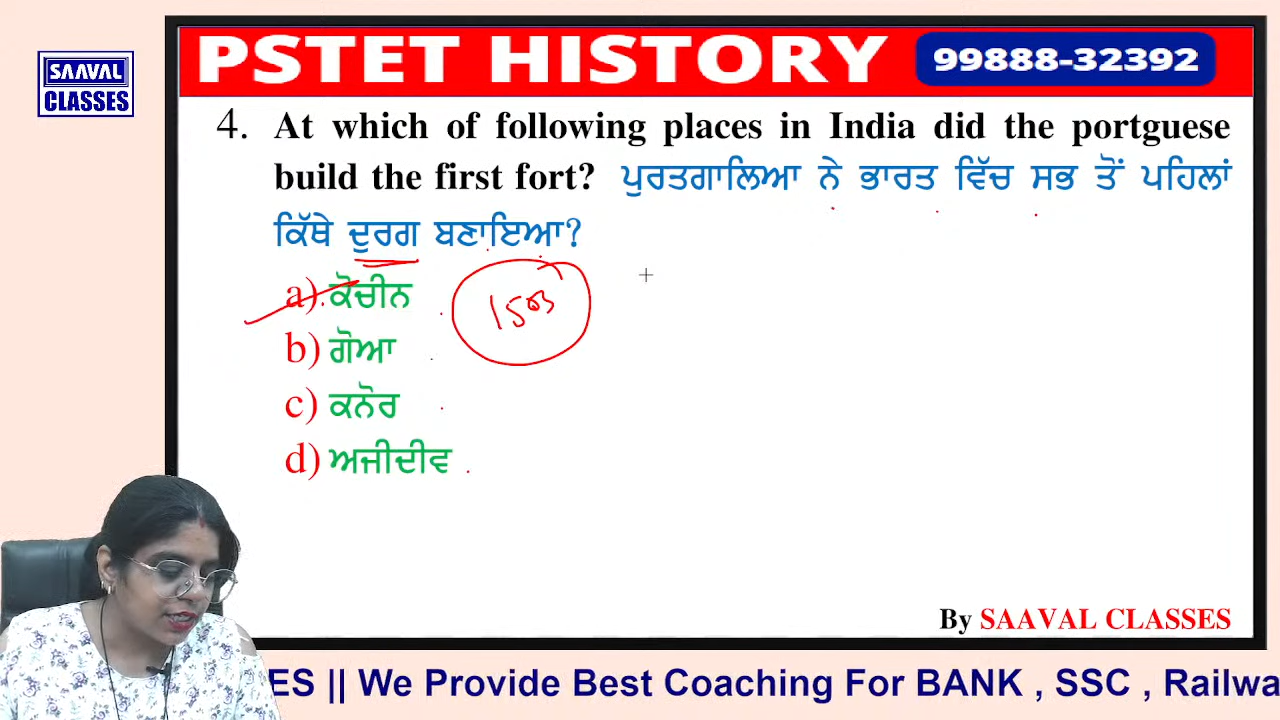 SAAVAL
CLASSES
PSTET HISTORY 99888-32392
4. At which of following places in India did the portguese
build the first fort? ਪੁਰਤਗਾਲਿਆ ਨੇ ਭਾਰਤ ਵਿੱਚ ਸਭ ਤੋਂ ਪਹਿਲਾਂ
ਕਿੱਥੇ ਦੁਰਗ ਬਣਾਇਆ?
a). ਕੋਚੀਨ
1503
b) ਗੋਆ
c) ਕਨੋਰ
d) ਅਜੀਦੀਵ
By SAAVAL CLASSES
ES || We Provide Best Coaching For BANK , SSC , Railwa